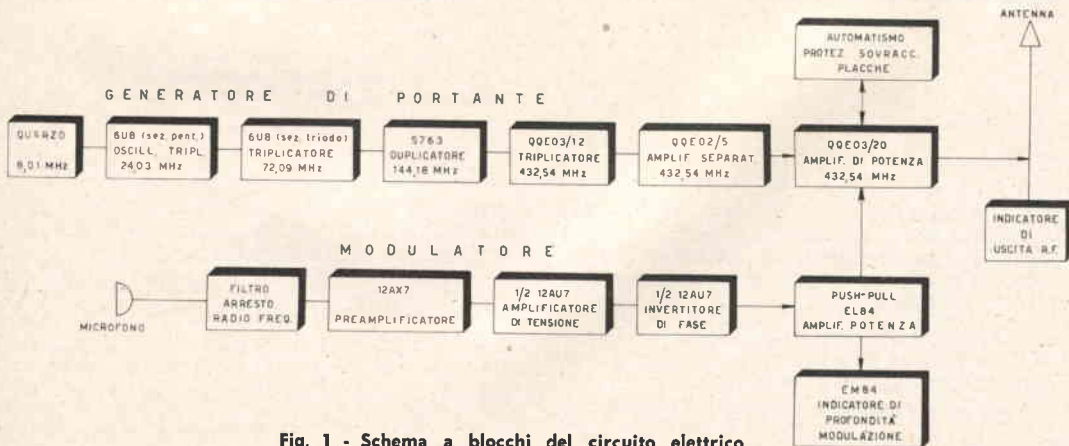 ANTENNA
AUTOMATISMO
PROTEZ. SOVRACC.
PLACCHE
GENERATORE DI PORTANTE
QUARZO
8,01 MHz
6U8 (sez. pent.)
OSCILL. TRIPL.
24,03 MHz
6U8 (sez. triodo)
TRIPLICATORE
72,09 MHz
5763
DUPLICATORE
144,18 MHz
QQE03/12
TRIPLICATORE
432,54 MHz
QQE02/5
AMPLIF. SEPARAT.
432,54 MHz
QQE03/20
AMPLIF. DI POTENZA
432,54 MHz
INDICATORE
DI
USCITA R.F.
MODULATORE
MICROFONO
FILTRO
ARRESTO
RADIO FREQ.
12AX7
PREAMPLIFICATORE
1/2 12AU7
AMPLIFICATORE
DI TENSIONE
1/2 12AU7
INVERTITORE
DI FASE
PUSH-PULL
EL84
AMPLIF. POTENZA
EM84
INDICATORE DI
PROFONDITÀ
MODULAZIONE
Fig. 1 - Schema a blocchi del circuito elettrico